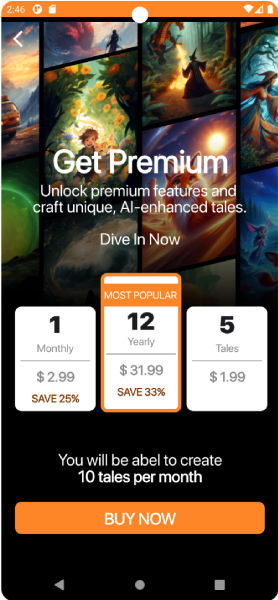 2:46
Get Premium
Unlock premium features and
craft unique, AI-enhanced tales.
Dive In Now
MOST POPULAR
1
Monthly
$ 2.99
SAVE 25%
12
Yearly
$ 31.99
SAVE 33%
5
Tales
$ 1.99
You will be abel to create
10 tales per month
BUY NOW